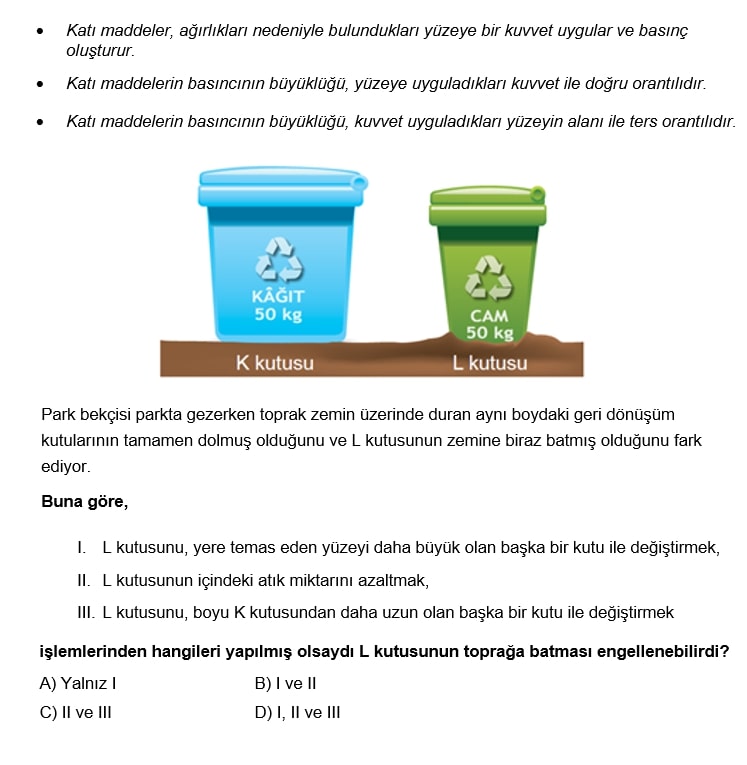 • Katı maddeler, ağırlıkları nedeniyle bulundukları yüzeye bir kuvvet uygular ve basınç
oluşturur.
• Katı maddelerin basıncının büyüklüğü, yüzeye uyguladıkları kuvvet ile doğru orantılıdır.
• Katı maddelerin basıncının büyüklüğü, kuvvet uyguladıkları yüzeyin alanı ile ters orantılıdır.
KÂĞIT
50 kg
CAM
50 kg
K kutusu
L kutusu
Park bekçisi parkta gezerken toprak zemin üzerinde duran aynı boydaki geri dönüşüm
kutularının tamamen dolmuş olduğunu ve L kutusunun zemine biraz batmış olduğunu fark
ediyor.
Buna göre,
I. L kutusunu, yere temas eden yüzeyi daha büyük olan başka bir kutu ile değiştirmek,
II. L kutusunun içindeki atık miktarını azaltmak,
III. L kutusunu, boyu K kutusundan daha uzun olan başka bir kutu ile değiştirmek
işlemlerinden hangileri yapılmış olsaydı L kutusunun toprağa batması engellenebilirdi?
A) Yalnız I
B) I ve II
C) II ve III
D) I, II ve III